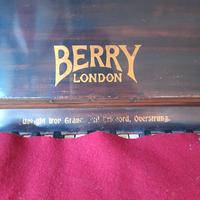 BERRY
LONDON
Upright Iron Grand, Full Trichord, Overstrung.